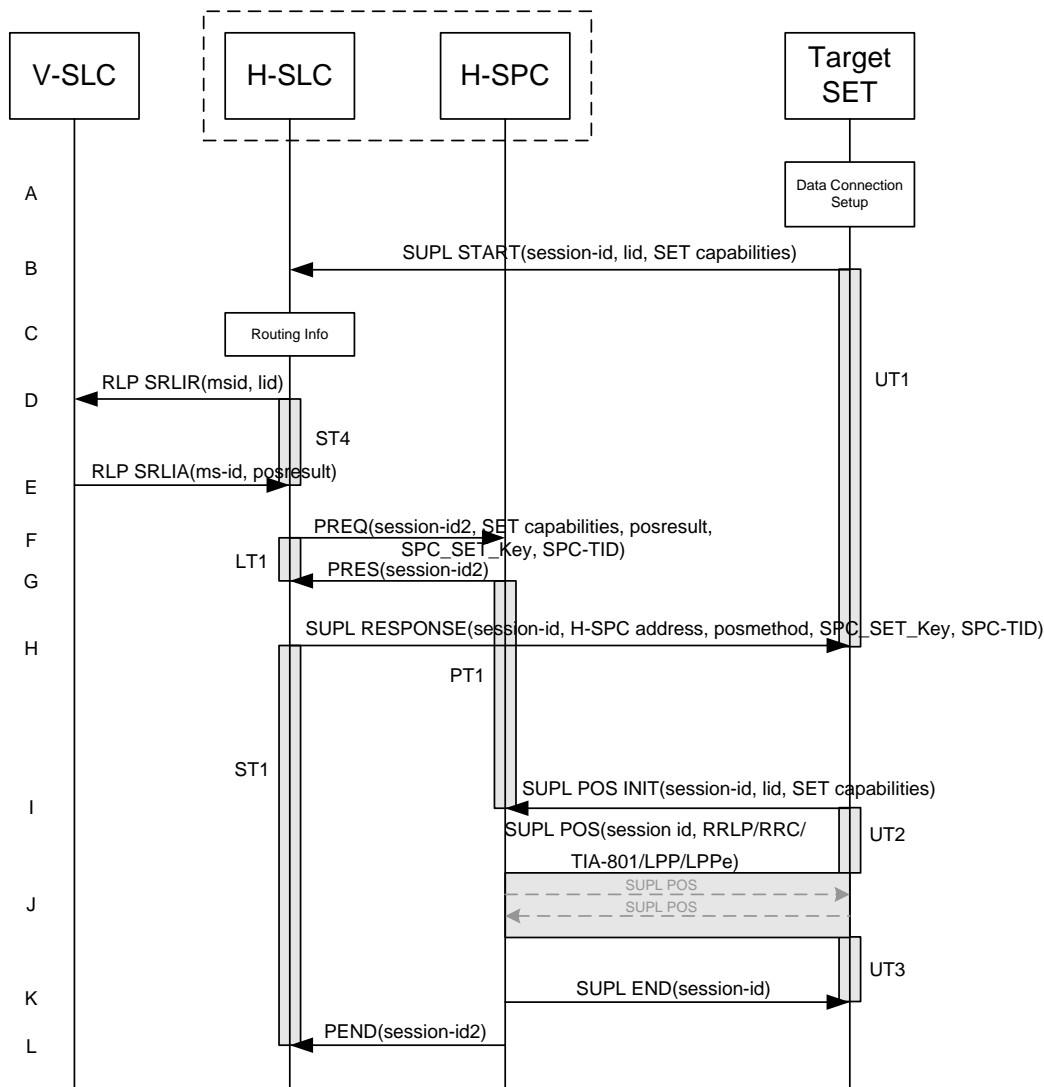 V-SLC
H-SLC
H-SPC
Target
SET
Data Connection
Setup
A
SUPL START(session-id, lid, SET capabilities)
B
Routing Info
C
UT1
RLP SRLIR(msid, lid)
D
ST4
RLP SRLIA(ms-id, posresult)
E
PREQ(session-id2, SET capabilities, posresult,
SPC_SET_Key, SPC-TID)
F
LT1
PRES(session-id2)
G
SUPL RESPONSE(session-id, H-SPC address, posmethod, SPC_SET_Key, SPC-TID)
H
PT1
ST1
SUPL POS INIT(session-id, lid, SET capabilities)
I
SUPL POS(session id, RRLP/RRC/
TIA-801/LPP/LPPe)
UT2
SUPL POS
J
SUPL POS
UT3
SUPL END(session-id)
K
PEND(session-id2)
L